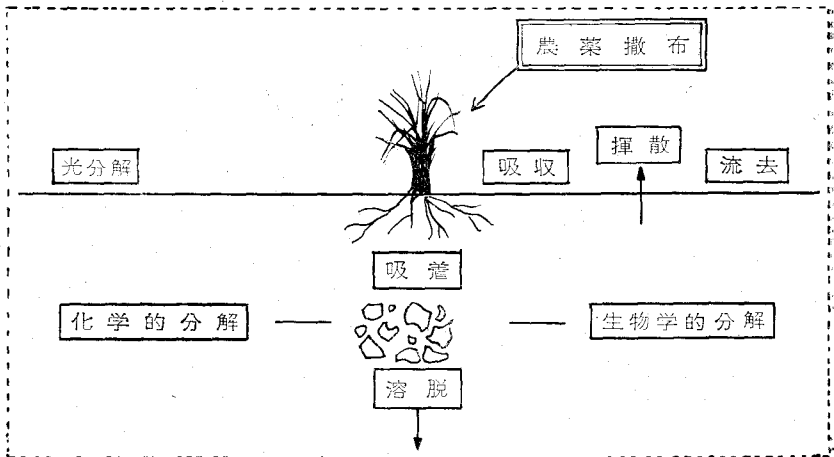 農薬撒布
光分解
吸収
揮散
流去
吸着
化学的分解
生物学的分解
溶脱